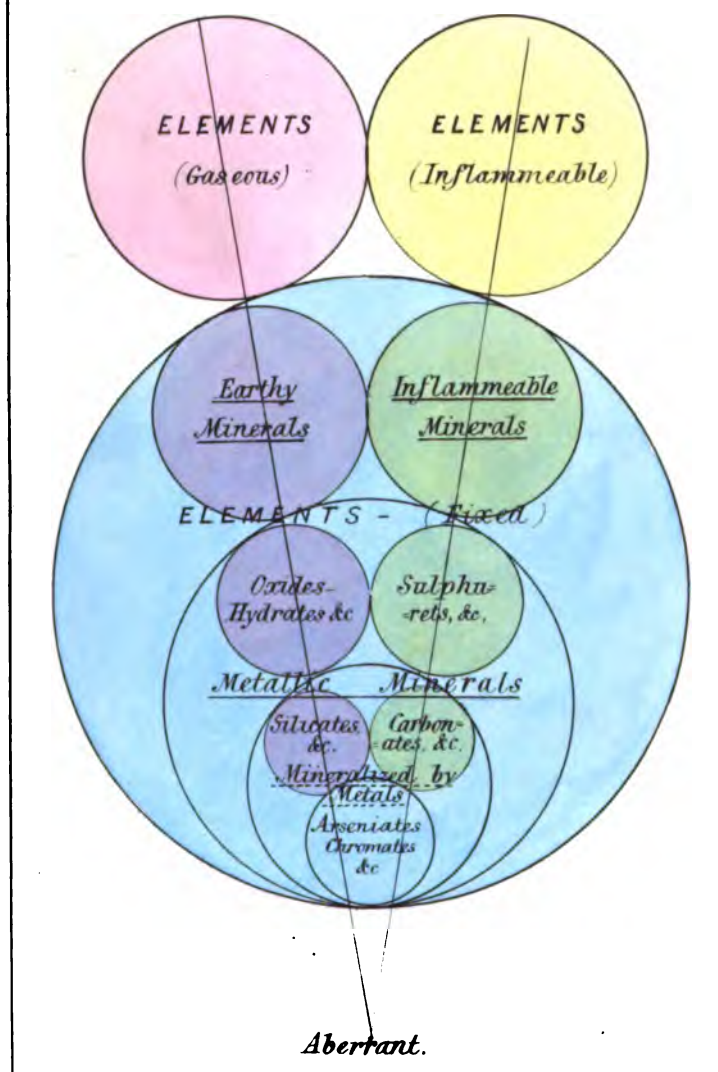 ELEMENTS
(Gaseous)
ELEMENTS
(Inflammeable)
Earthy
Minerals
Inflammeable
Minerals
ELEMENTS - (Fixed)
Oxides-
Hydrates &c
Sulphu=
=rets, &c,
Metallic Minerals
Silicates,
&c.
Carbon=
=ates, &c,
Mineralized by
Metals
Arseniates
Chromates
&c
Aberrant.